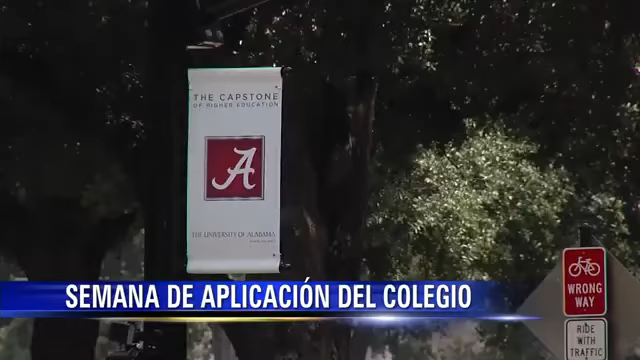 THE CAPSTONE
OF HIGHER EDUCATION
A
THE UNIVERSITY OF ALABAMA
SEMANA DE APLICACIÓN DEL COLEGIO
WRONG
WAY
RIDE
WITH
TRAFFIC